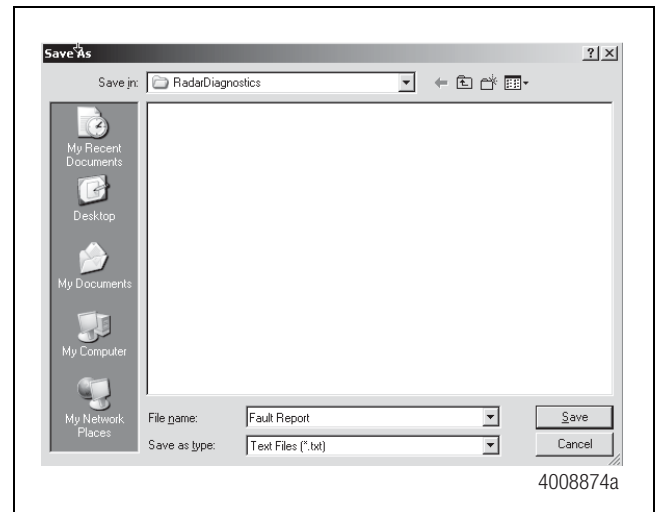 Save As
Save in: RadarDiagnostics
My Recent
Documents
Desktop
My Documents
My Computer
My Network
Places
File name: Fault Report
Save
Save as type: Text Files (*.txt)
Cancel
4008874a